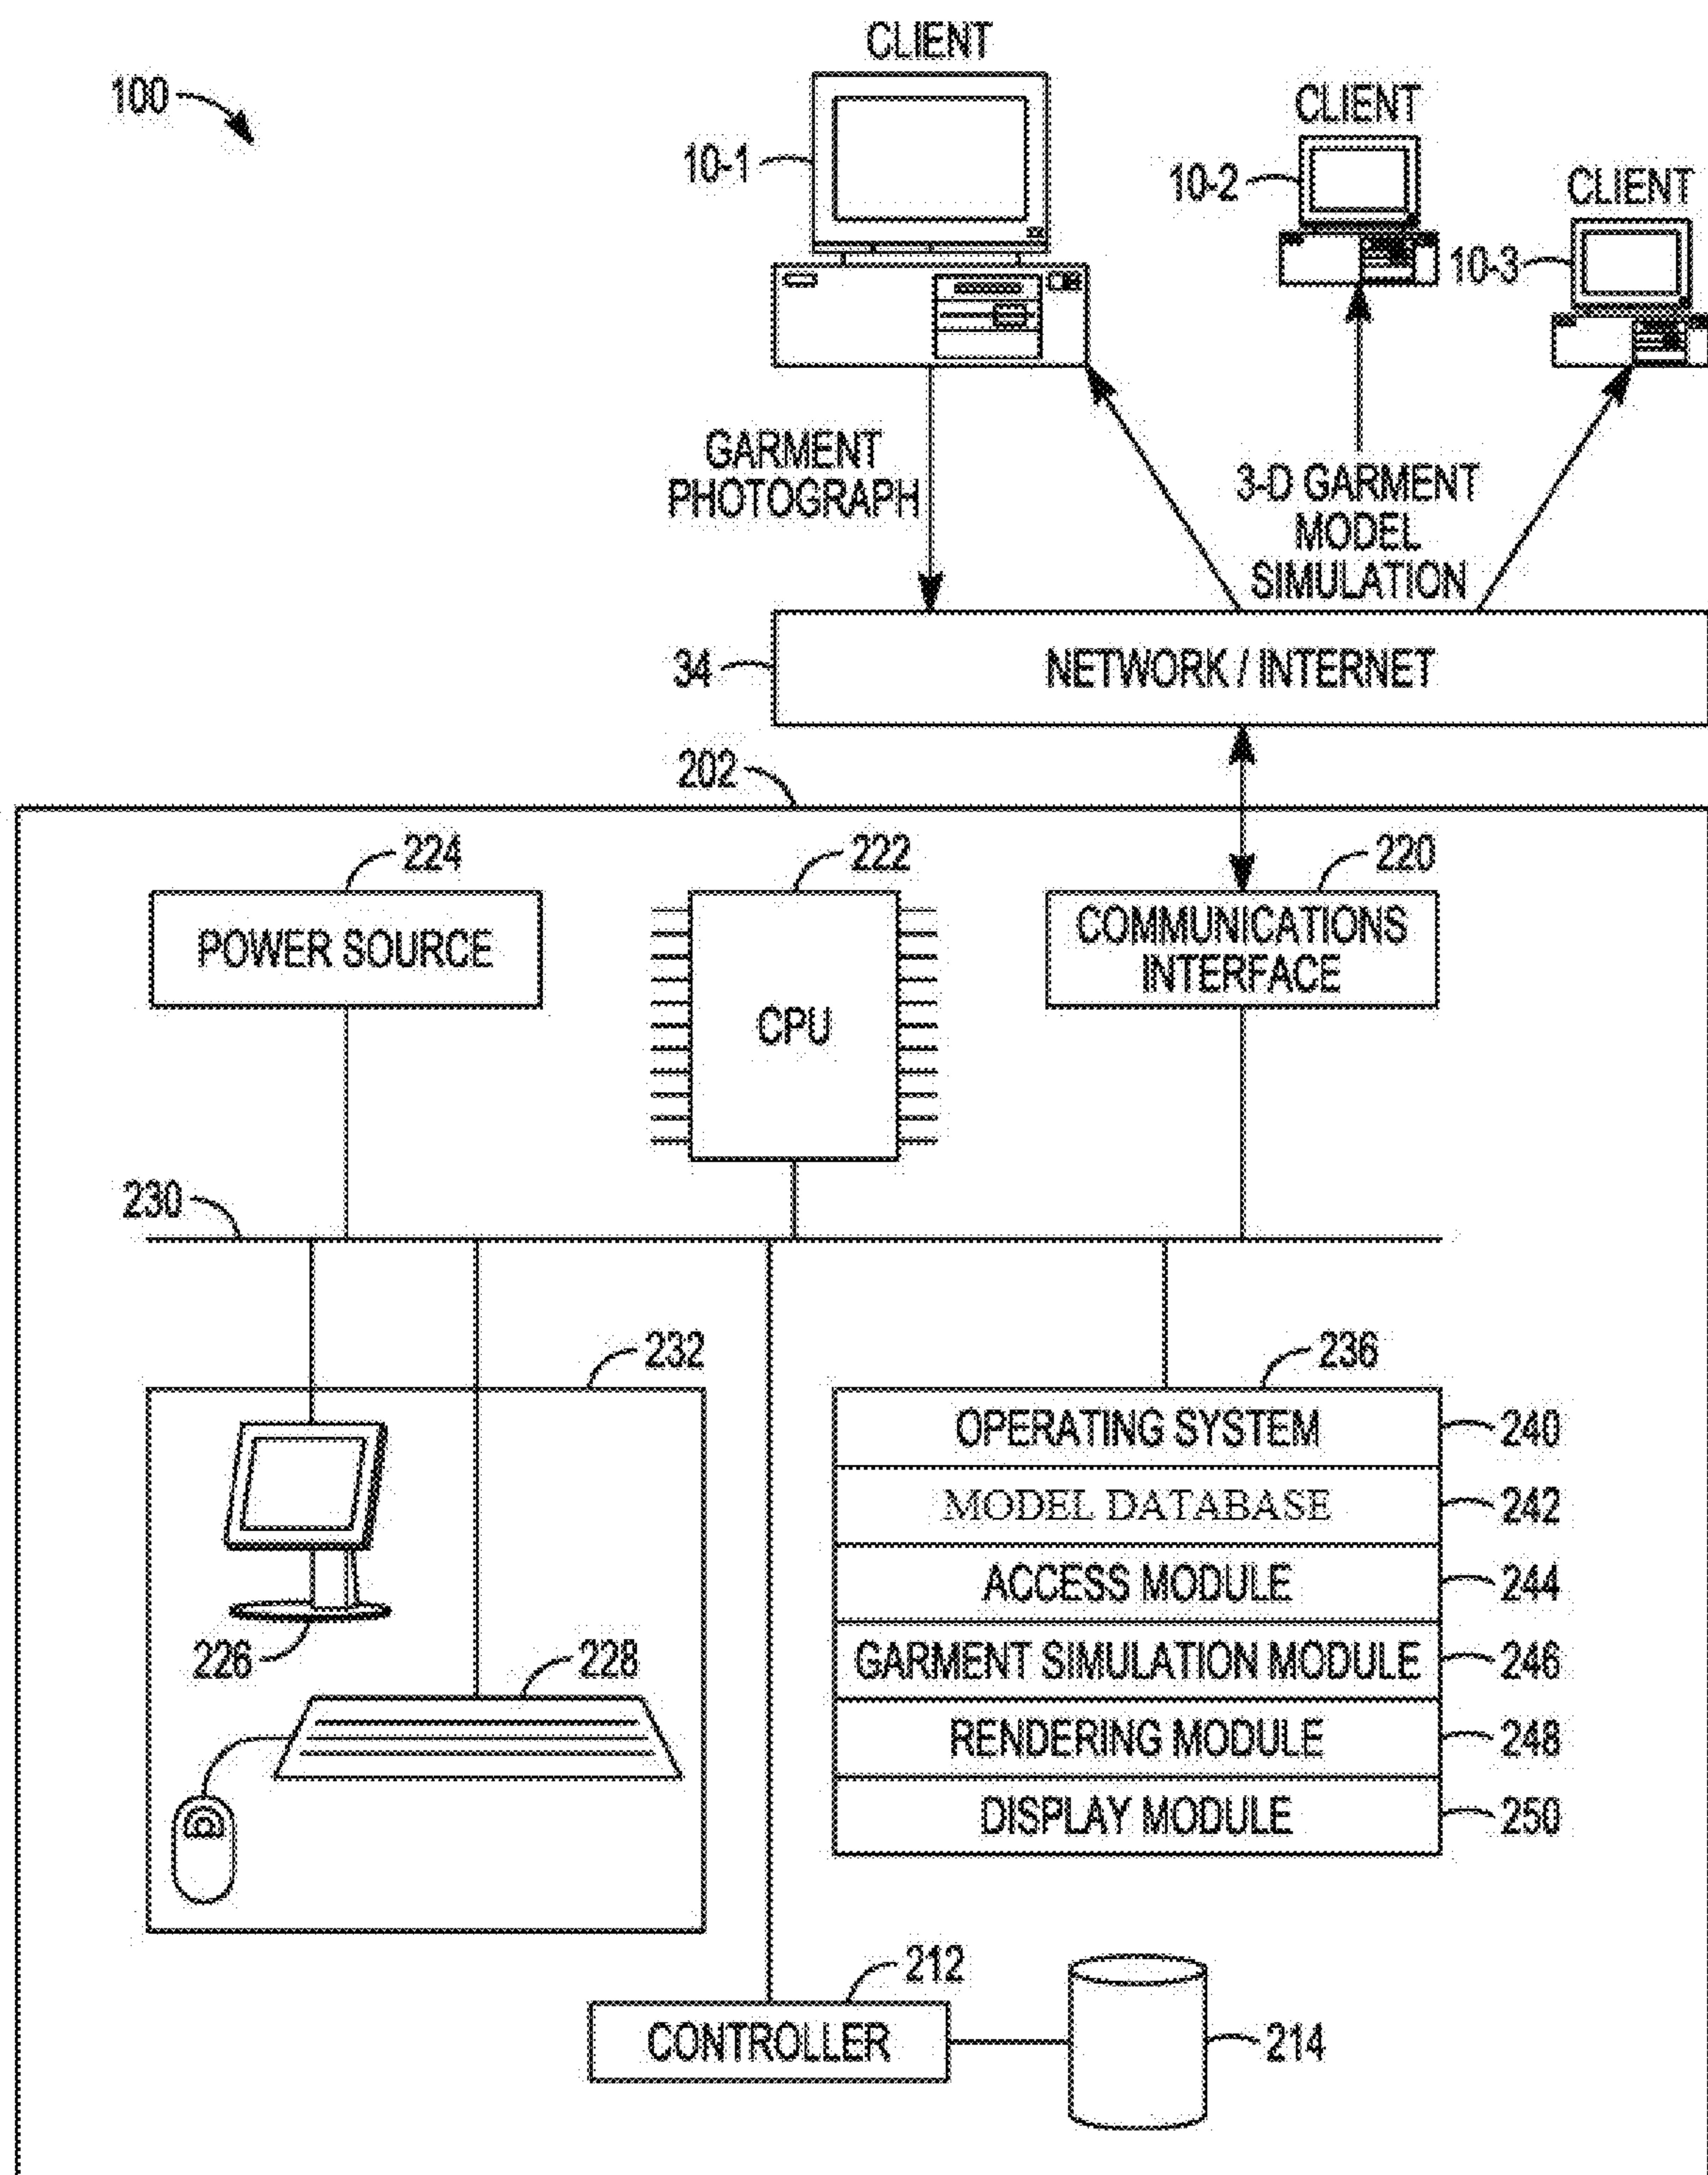 CLIENT
100
CLIENT
10-1
10-2
CLIENT
10-3
GARMENT
PHOTOGRAPH
3-D GARMENT
MODEL
SIMULATION
34
NETWORK / INTERNET
202
224
222
220
POWER SOURCE
CPU
COMMUNICATIONS
INTERFACE
230
232
236
OPERATING SYSTEM
240
MODEL DATABASE
242
ACCESS MODULE
244
226
228
GARMENT SIMULATION MODULE
246
RENDERING MODULE
248
DISPLAY MODULE
250
212
CONTROLLER
214